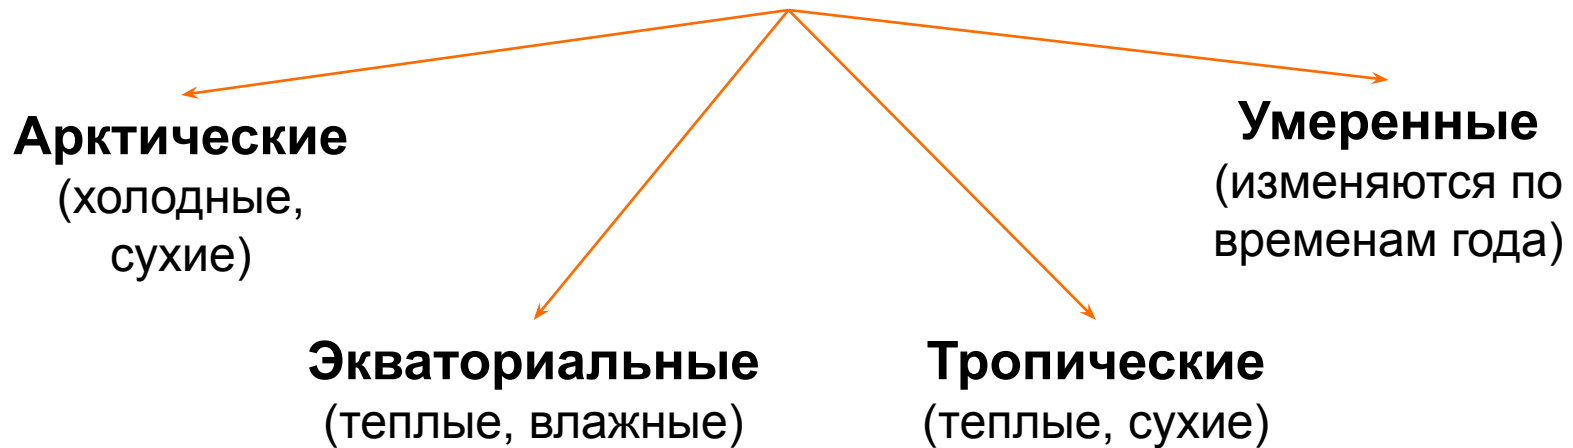 Арктические
(холодные,
сухие)
Умеренные
(изменяются по
временам года)
Экваториальные
(теплые, влажные)
Тропические
(теплые, сухие)